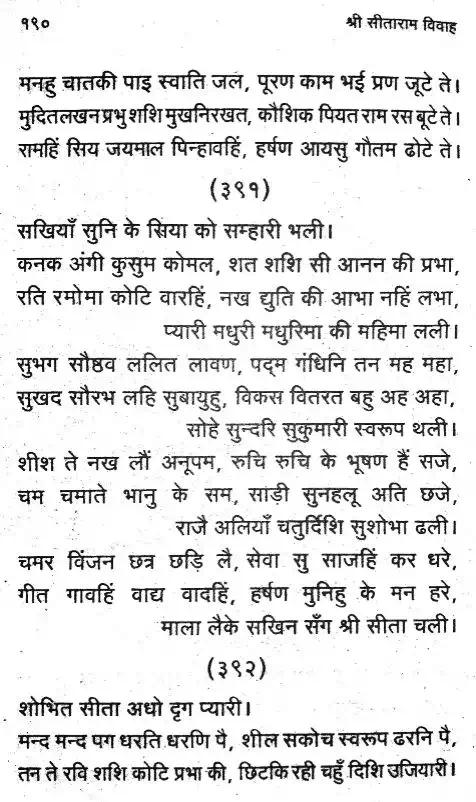 १९०
श्री सीताराम विवाह
मनहु चातकी पाइ स्वाति जल, पूरण काम भई प्रण जूटे ते।
मुदित लखन प्रभु शशि मुख निरखत, कौशिक पियत राम रस बूटे ते।
रामहिं सिय जयमाल पिन्हावहिं, हर्षण आयसु गौतम ढोटे ते।
(३९१)
सखियाँ सुनि के सिया को सम्हारी भली।
कनक अंगी कुसुम कोमल, शत शशि सी आनन की प्रभा,
रति रमोमा कोटि वारहिं, नख द्युति की आभा नहिं लभा,
प्यारी मधुरी मधुरिमा की महिमा लली।
सुभग सौष्ठव ललित लावण, पद्म गंधिनि तन मह महा,
सुखद सौरभ लहि सुबायुहु, विकस वितरत बहु अह अहा,
सोहे सुन्दरि सुकुमारी स्वरूप थली।
शीश ते नख लौं अनूपम, रुचि रुचि के भूषण हैं सजे,
चम चमाते भानु के सम, साड़ी सुनहलू अति छजे,
राजै अलियाँ चतुर्दिशि सुशोभा ढली।
चमर विंजन छत्र छड़ि लै, सेवा सु साजहिं कर धरे,
गीत गावहिं वाद्य वादहिं, हर्षण मुनिहु के मन हरे,
माला लैके सखिन सँग श्री सीता चली।
(३९२)
शोभित सीता अधो दृग प्यारी।
मन्द मन्द पग धरति धरणि पै, शील सकोच स्वरूप ढरनि पै,
तन ते रवि शशि कोटि प्रभा की, छिटकि रही चहुँ दिशि उजियारी।